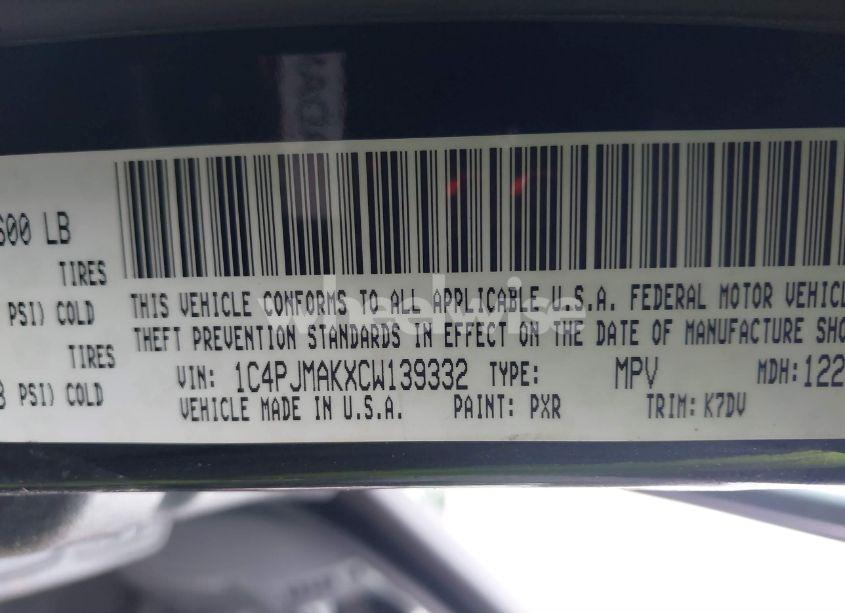 600 LB
TIRES
PSI) COLD
TIRES
PSI) COLD
THIS VEHICLE CONFORMS TO ALL APPLICABLE U.S.A. FEDERAL MOTOR VEHICL
THEFT PREVENTION STANDARDS IN EFFECT ON THE DATE OF MANUFACTURE SHO
VIN: 1C4PJMAKXCW139332 TYPE: MPV MDH: 122
VEHICLE MADE IN U.S.A. PAINT: PXR TRIM: K7DV
wheelwise